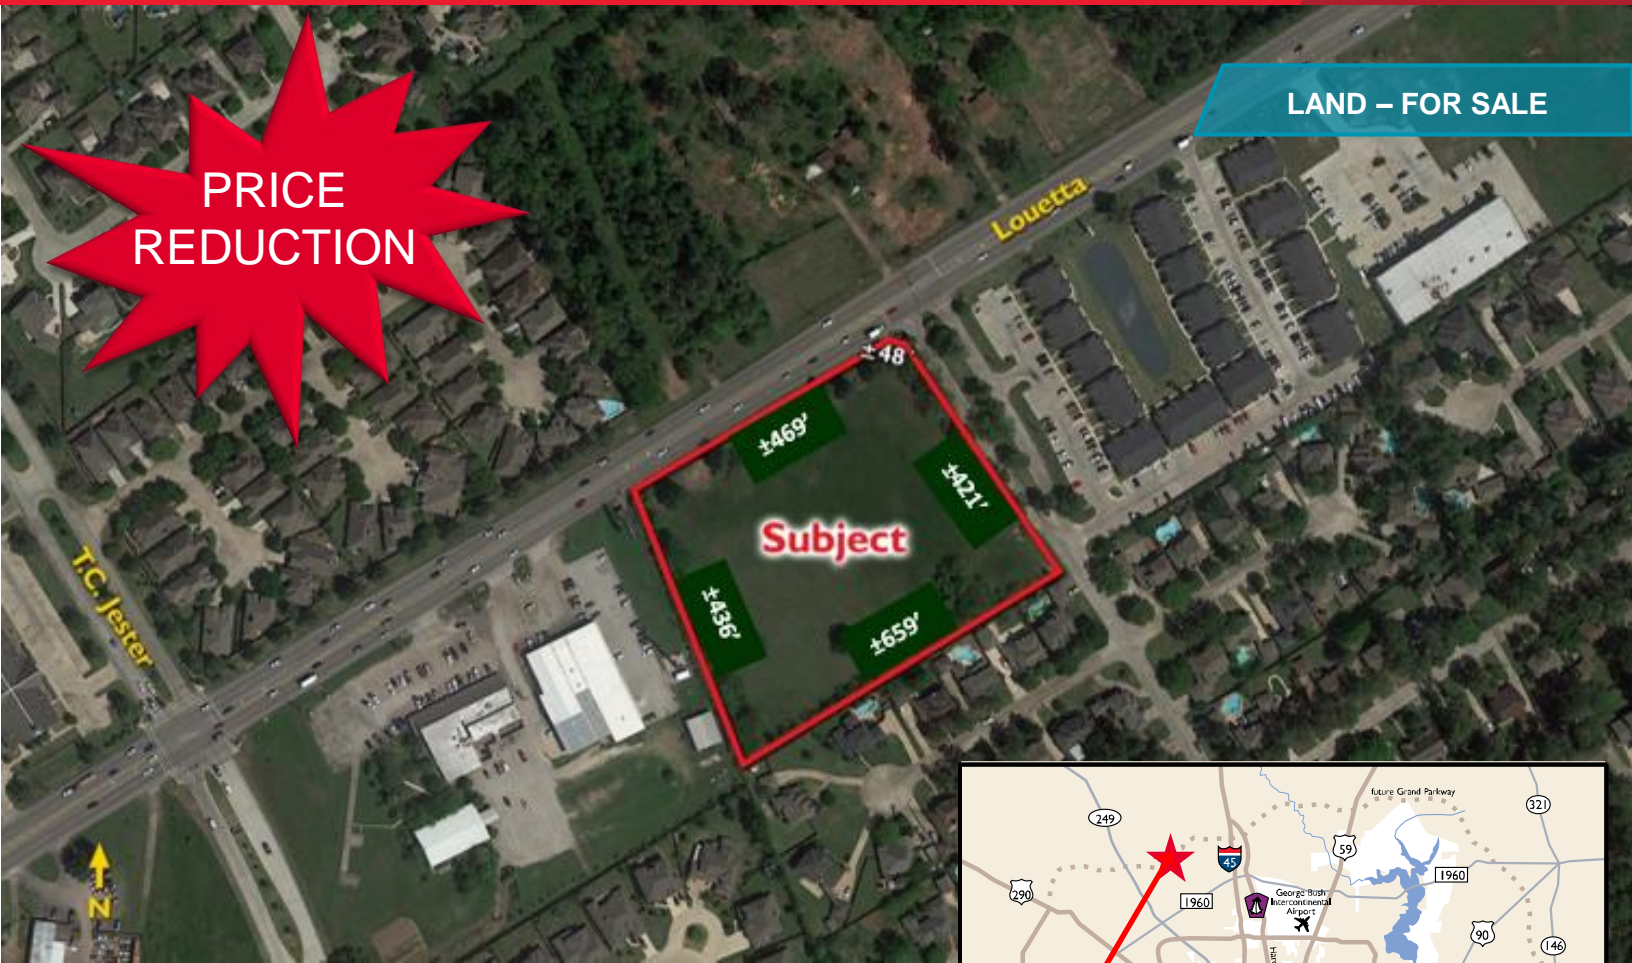 LAND – FOR SALE
PRICE
REDUCTION
Louetta
±48
±469’
±421’
Subject
±436’
±659’
T.C. Jester
N
future Grand Parkway
249
321
45
59
290
1960
1960
George Bush
Intercontinental
Airport
90
146